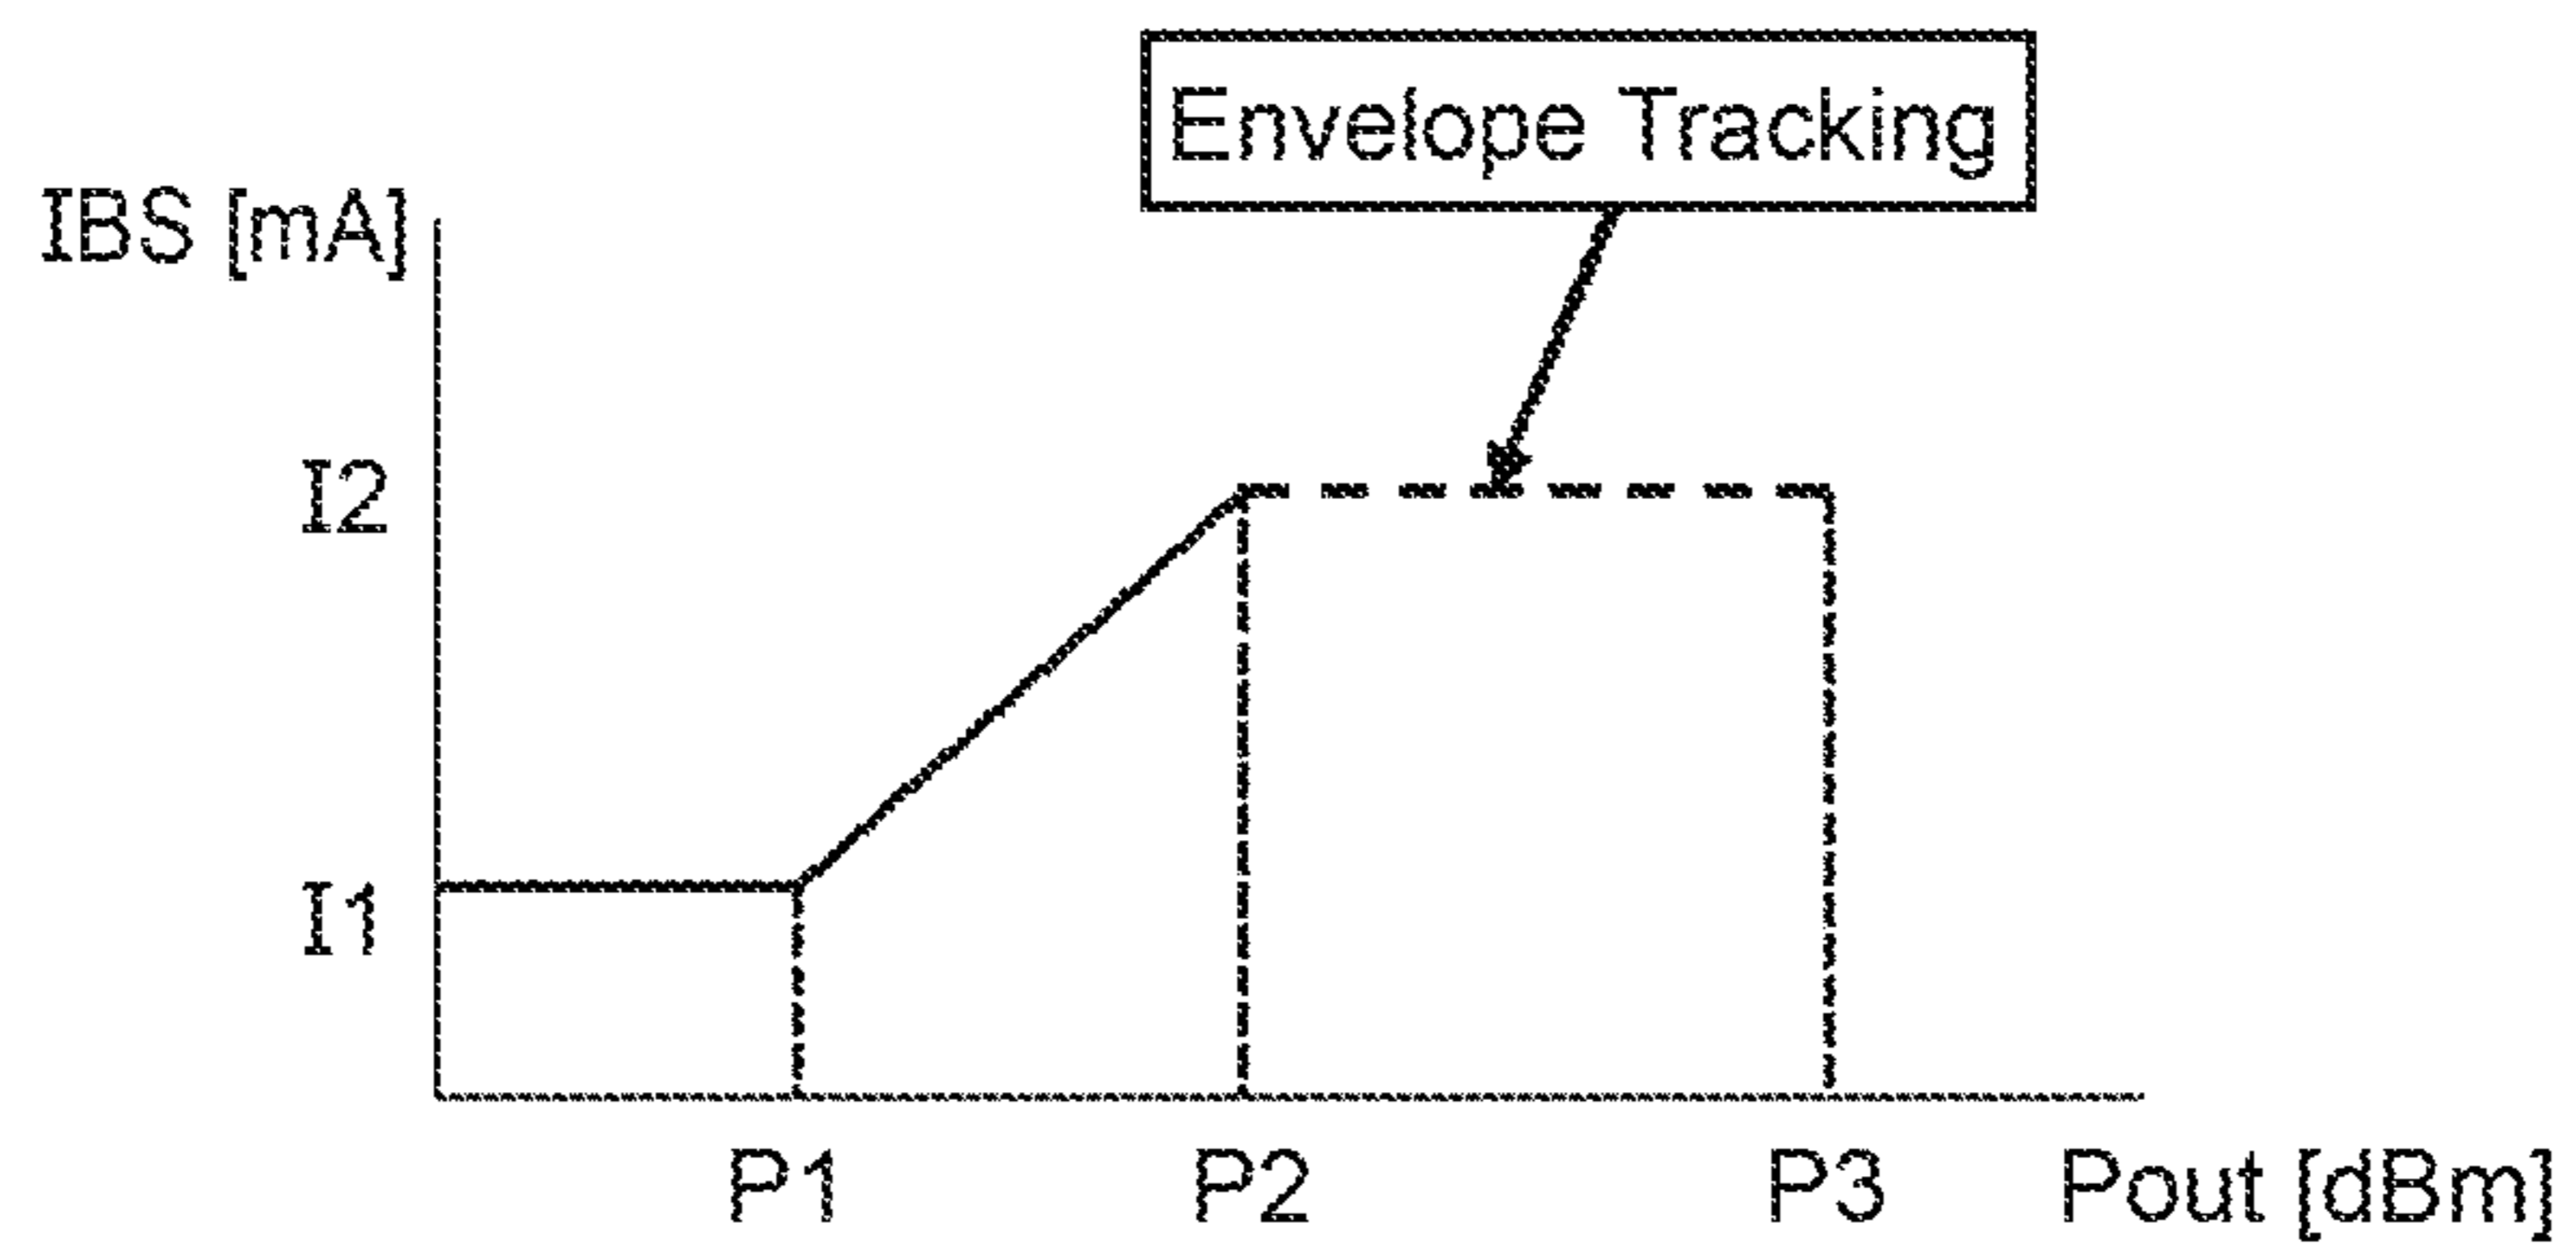 Envelope Tracking
IBS [mA]
I2
I1
P1
P2
P3
Pout [dBm]